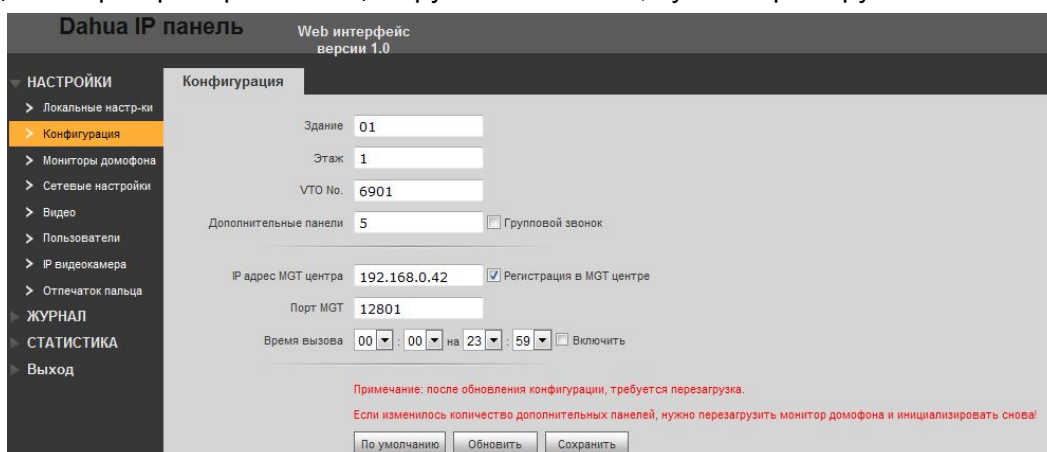 Dahua IP панель
Web интерфейс
версии 1.0
НАСТРОЙКИ
Локальные настр-ки
Конфигурация
Мониторы домофона
Сетевые настройки
Видео
Пользователи
IP видеокамера
Отпечаток пальца
ЖУРНАЛ
СТАТИСТИКА
Выход
Конфигурация
Здание 01
Этаж 1
VTO No. 6901
Дополнительные панели 5 Групповой звонок
IP адрес MGT центра 192.168.0.42 Регистрация в MGT центре
Порт MGT 12801
Время вызова 00 : 00 на 23 : 59 Включить
Примечание: после обновления конфигурации, требуется перезагрузка.
Если изменилось количество дополнительных панелей, нужно перезагрузить монитор домофона и инициализировать снова!
По умолчанию Обновить Сохранить